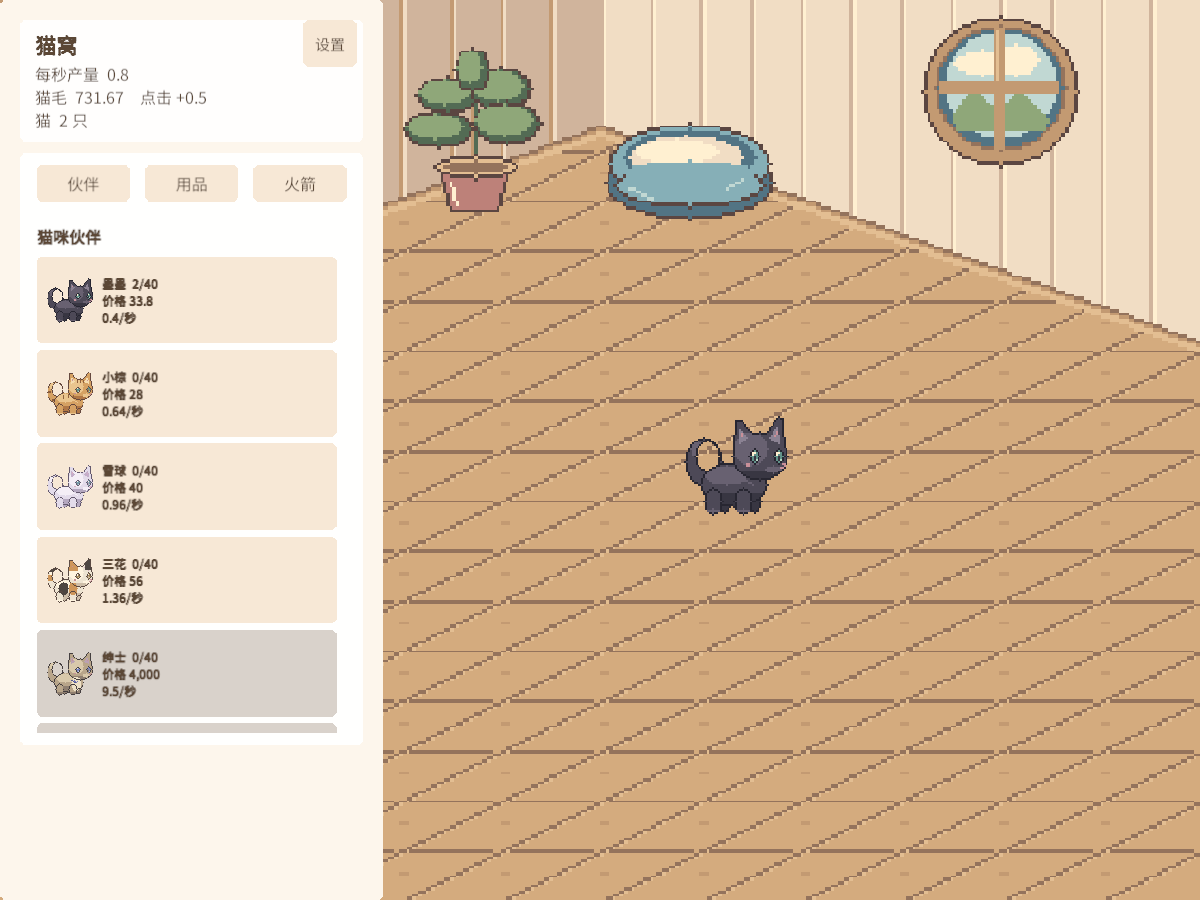 猫窝
设置
每秒产量 0.8
猫毛 731.67 点击 +0.5
猫 2 只
伙伴 用品 火箭
猫咪伙伴
墨墨 2/40
价格 33.8
0.4/秒
小棕 0/40
价格 28
0.64/秒
雪球 0/40
价格 40
0.96/秒
三花 0/40
价格 56
1.36/秒
绅士 0/40
价格 4,000
9.5/秒